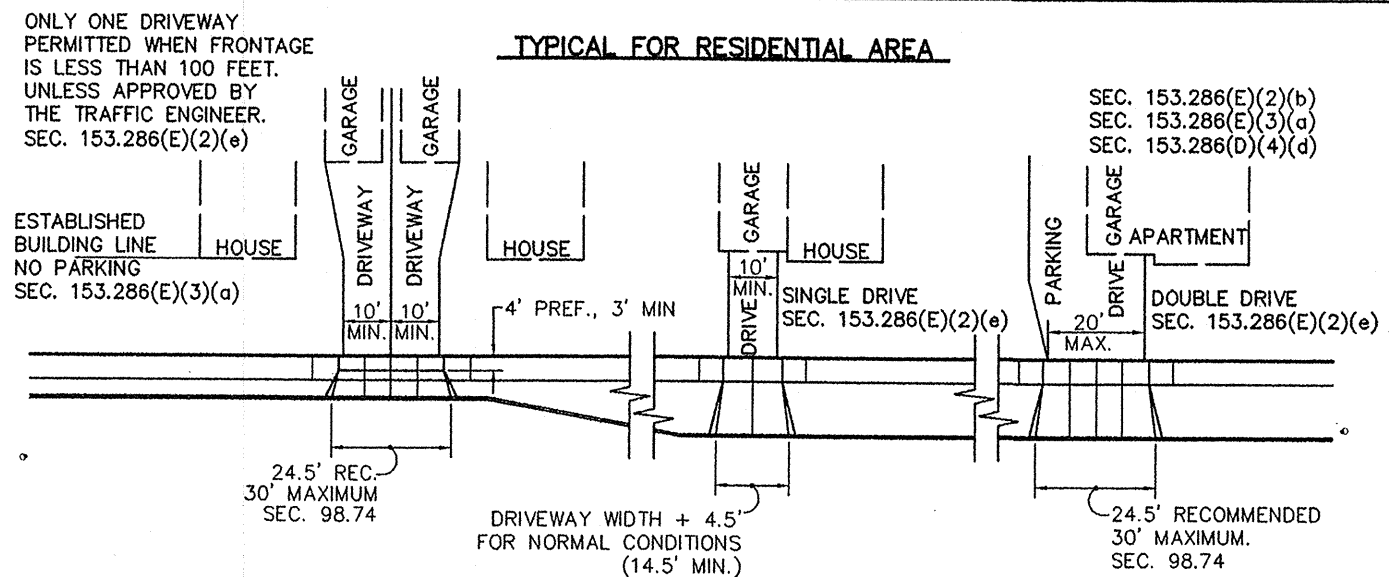 TYPICAL FOR RESIDENTIAL AREA
ONLY ONE DRIVEWAY
PERMITTED WHEN FRONTAGE
IS LESS THAN 100 FEET.
UNLESS APPROVED BY
THE TRAFFIC ENGINEER.
SEC. 153.286(E)(2)(e)
ESTABLISHED
BUILDING LINE
NO PARKING
SEC. 153.286(E)(3)(a)
HOUSE
GARAGE
GARAGE
DRIVEWAY
DRIVEWAY
10'
MIN.
10'
MIN.
HOUSE
4' PREF., 3' MIN
24.5' REC.
30' MAXIMUM
SEC. 98.74
GARAGE
HOUSE
10'
MIN.
DRIVE
SINGLE DRIVE
SEC. 153.286(E)(2)(e)
DRIVEWAY WIDTH + 4.5'
FOR NORMAL CONDITIONS
(14.5' MIN.)
SEC. 153.286(E)(2)(b)
SEC. 153.286(E)(3)(a)
SEC. 153.286(D)(4)(d)
PARKING
DRIVE GARAGE
APARTMENT
20'
MAX.
DOUBLE DRIVE
SEC. 153.286(E)(2)(e)
24.5' RECOMMENDED
30' MAXIMUM.
SEC. 98.74